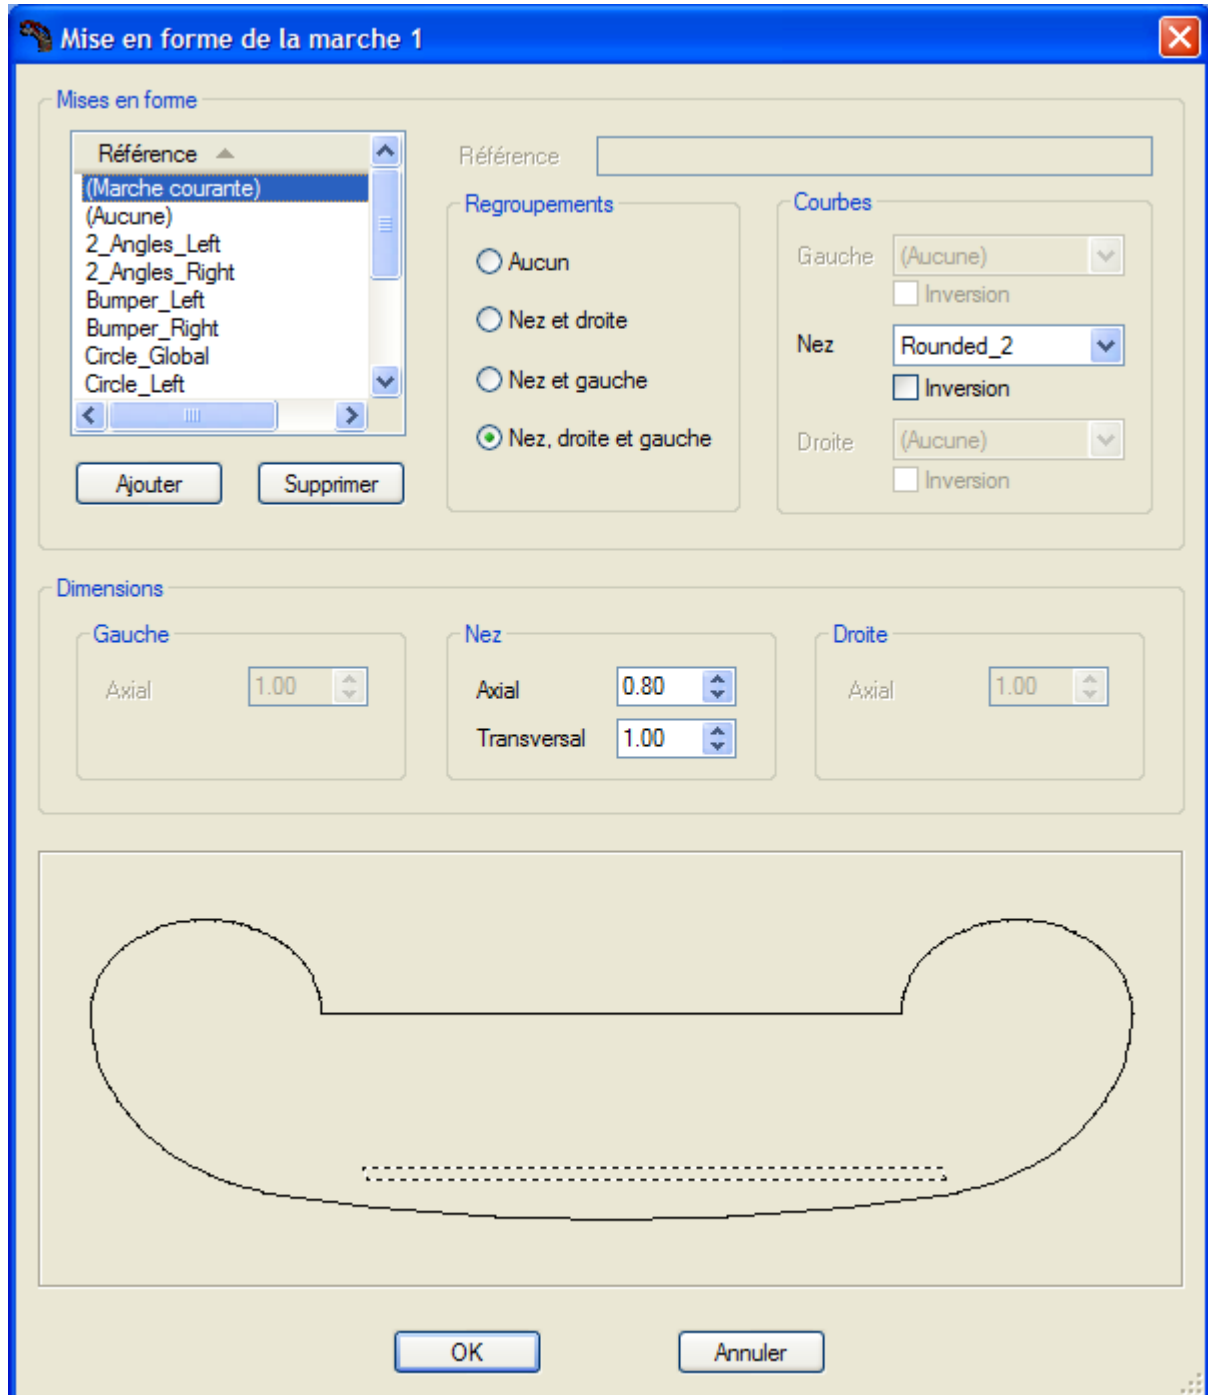 Mise en forme de la marche 1
Mises en forme
Référence
(Marche courante)
(Aucune)
2_Angles_Left
2_Angles_Right
Bumper_Left
Bumper_Right
Circle_Global
Circle_Left
Ajouter
Supprimer
Référence
Regroupements
Aucun
Nez et droite
Nez et gauche
Nez, droite et gauche
Courbes
Gauche (Aucune)
Inversion
Nez Rounded_2
Inversion
Droite (Aucune)
Inversion
Dimensions
Gauche
Axial 1.00
Nez
Axial 0.80
Transversal 1.00
Droite
Axial 1.00
OK
Annuler